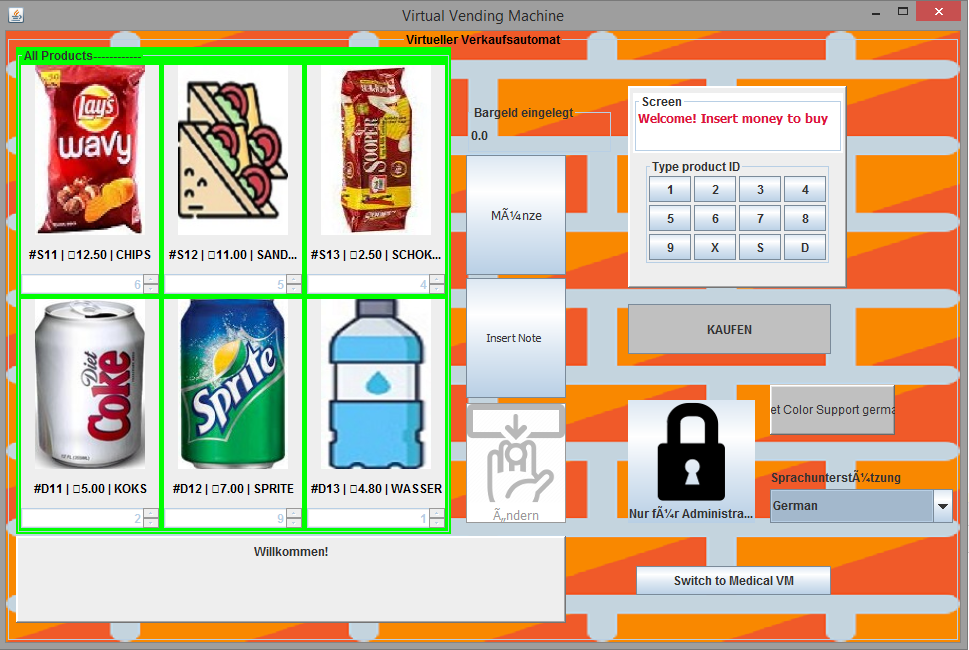 Virtual Vending Machine
Virtueller Verkaufsautomat
All Products------------
Lay's
wavy
SOOPER
#S11 | □12.50 | CHIPS
#S12 | □11.00 | SAND...
#S13 | □2.50 | SCHOK...
6
5
4
Diet
Coke
Sprite
#D11 | □5.00 | KOKS
#D12 | □7.00 | SPRITE
#D13 | □4.80 | WASSER
2
9
1
Willkommen!
Bargeld eingelegt
0.0
MÃ¼nze
Insert Note
Ã„ndern
Screen
Welcome! Insert money to buy
Type product ID
1 2 3 4
5 6 7 8
9 X S D
KAUFEN
et Color Support germa
Nur fÃ¼r Administra...
SprachunterstÃ¼tzung
German
Switch to Medical VM